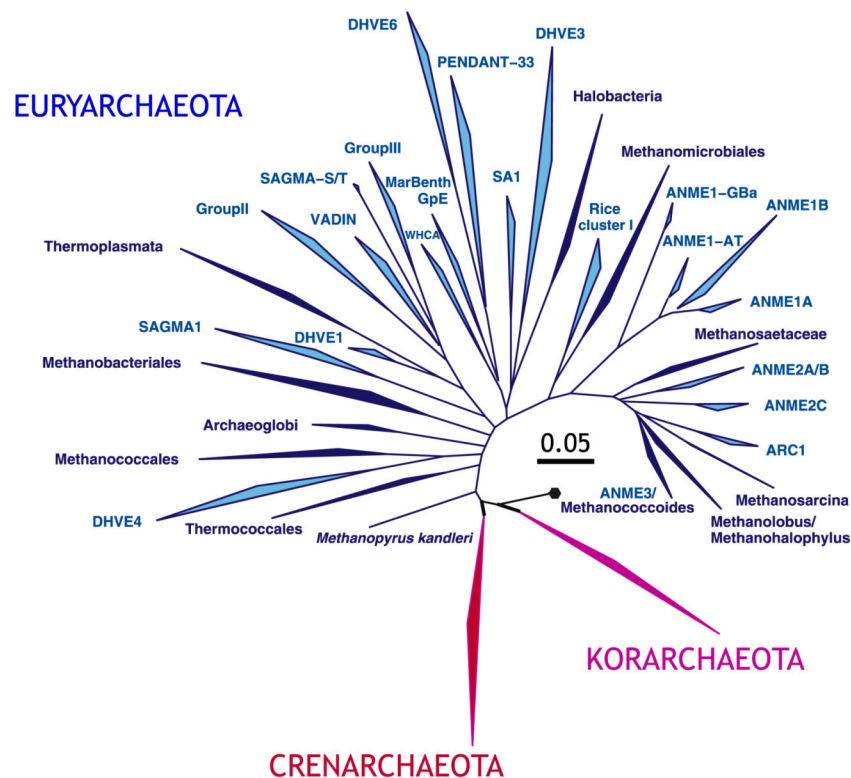 DHVE6
DHVE3
PENDANT−33
EURYARCHAEOTA
Halobacteria
GroupIII
Methanomicrobiales
SAGMA−S/T
MarBenth
GpE
SA1
ANME1−GBa
ANME1B
GroupII
VADIN
WHCA
Rice
cluster I
ANME1−AT
Thermoplasmata
ANME1A
SAGMA1
DHVE1
Methanosaetaceae
Methanobacteriales
ANME2A/B
ANME2C
Archaeoglobi
0.05
ARC1
Methanococcales
ANME3/
Methanococcoides
Methanosarcina
DHVE4
Thermococcales
Methanopyrus kandleri
Methanolobus/
Methanohalophylus
KORARCHAEOTA
CRENARCHAEOTA